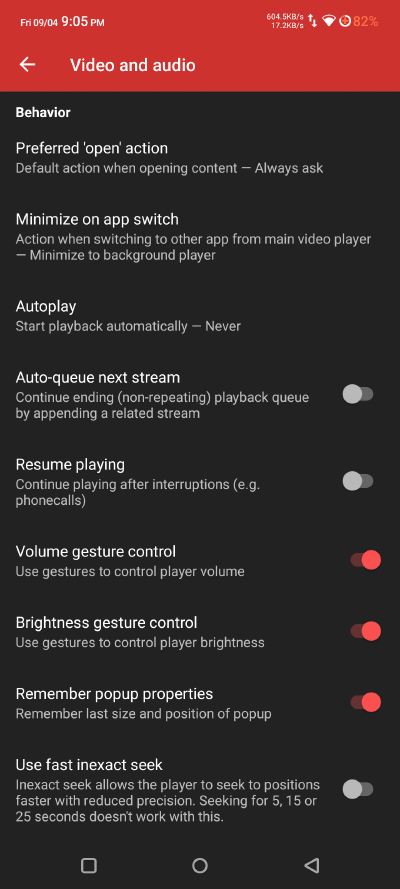 Fri 09/04 9:05 PM
604.5KB/s
17.2KB/s
82%
Video and audio
Behavior
Preferred 'open' action
Default action when opening content — Always ask
Minimize on app switch
Action when switching to other app from main video player
— Minimize to background player
Autoplay
Start playback automatically — Never
Auto-queue next stream
Continue ending (non-repeating) playback queue
by appending a related stream
Resume playing
Continue playing after interruptions (e.g.
phonecalls)
Volume gesture control
Use gestures to control player volume
Brightness gesture control
Use gestures to control player brightness
Remember popup properties
Remember last size and position of popup
Use fast inexact seek
Inexact seek allows the player to seek to positions
faster with reduced precision. Seeking for 5, 15 or
25 seconds doesn't work with this.